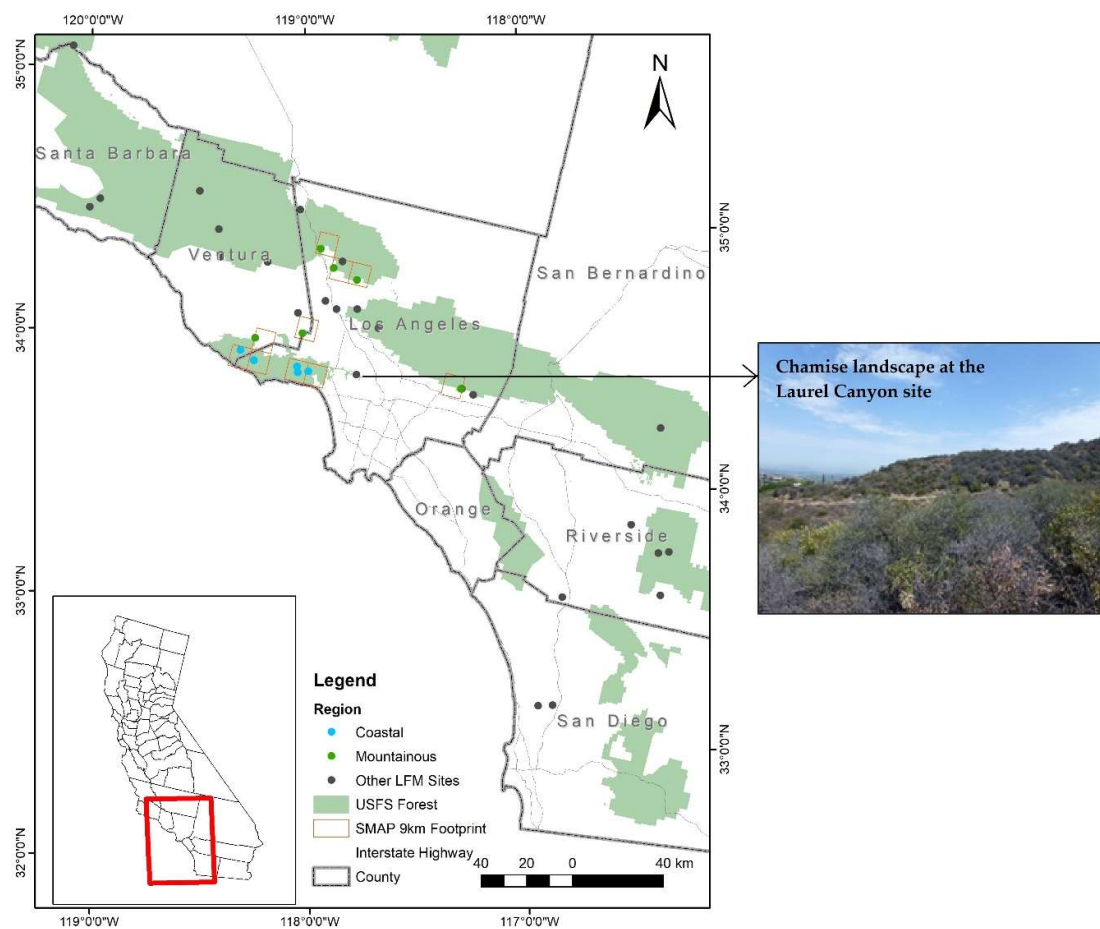 120°0'0"W
119°0'0"W
118°0'0"W
35°0'0"N
34°0'0"N
33°0'0"N
32°0'0"N
35°0'0"N
34°0'0"N
33°0'0"N
N
Santa Barbara
Ventura
San Bernardino
Los Angeles
Orange
Riverside
San Diego
Chamise landscape at the
Laurel Canyon site
Legend
Region
Coastal
Mountainous
Other LFM Sites
USFS Forest
SMAP 9km Footprint
Interstate Highway
County
40 20 0 40 km
119°0'0"W
118°0'0"W
117°0'0"W